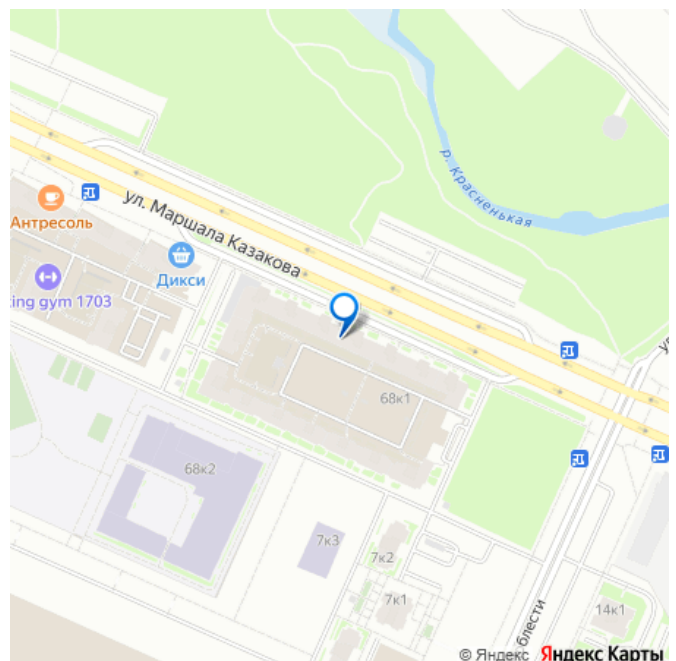 р. Красненькая
ул. Маршала Казакова
Антресоль
Дикси
ing gym 1703
68к1
68к2
7к3
7к2
7к1
14к1
блести
© Яндекс Яндекс Карты